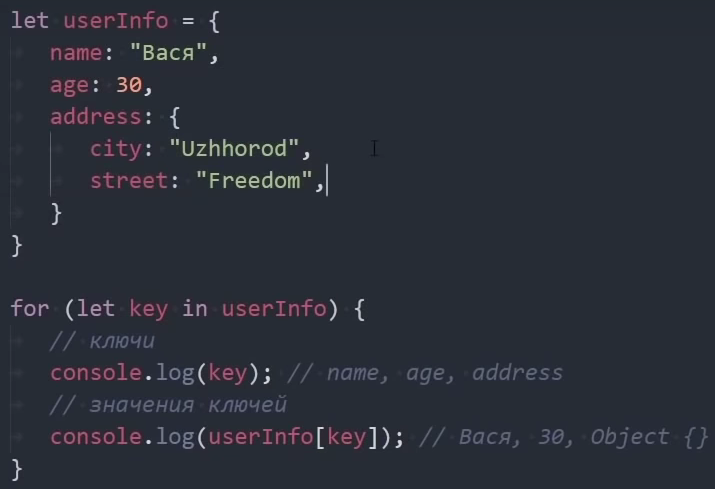 let userInfo = {
name: "Вася",
age: 30,
address: {
city: "Uzhhorod",
street: "Freedom",
}
}
for (let key in userInfo) {
// ключи
console.log(key); // name, age, address
// значения ключей
console.log(userInfo[key]); // Вася, 30, Object {}
}